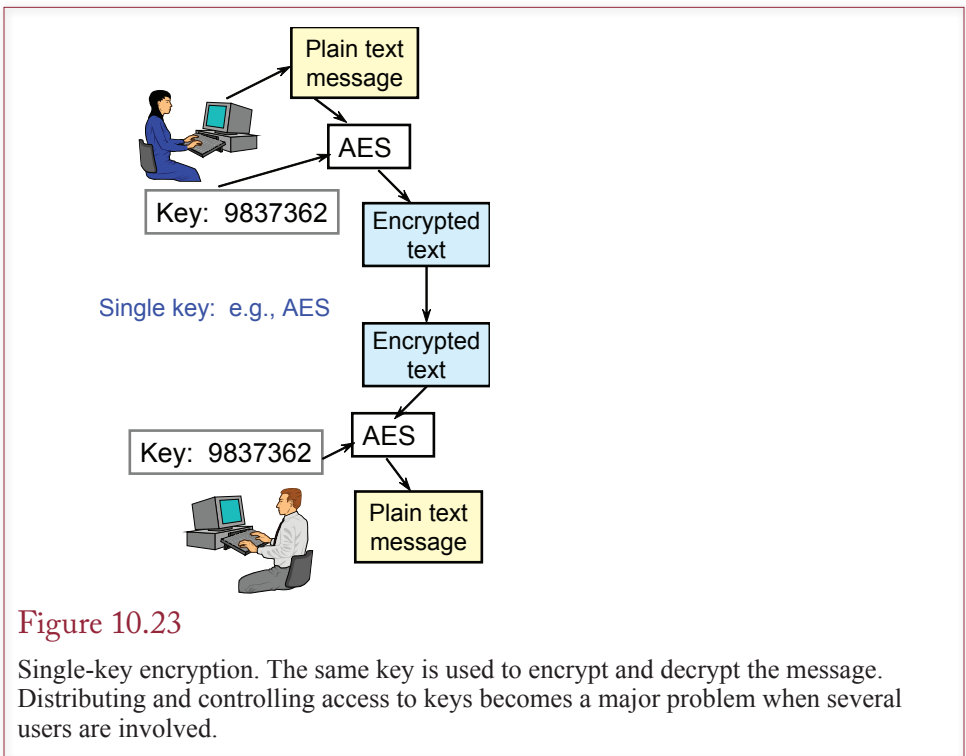 Plain text
message
AES
Key:  9837362
Encrypted
text
Single key:  e.g., AES
Encrypted
text
AES
Key:  9837362
Plain text
message
Figure 10.23
Single-key encryption. The same key is used to encrypt and decrypt the message.
Distributing and controlling access to keys becomes a major problem when several
users are involved.